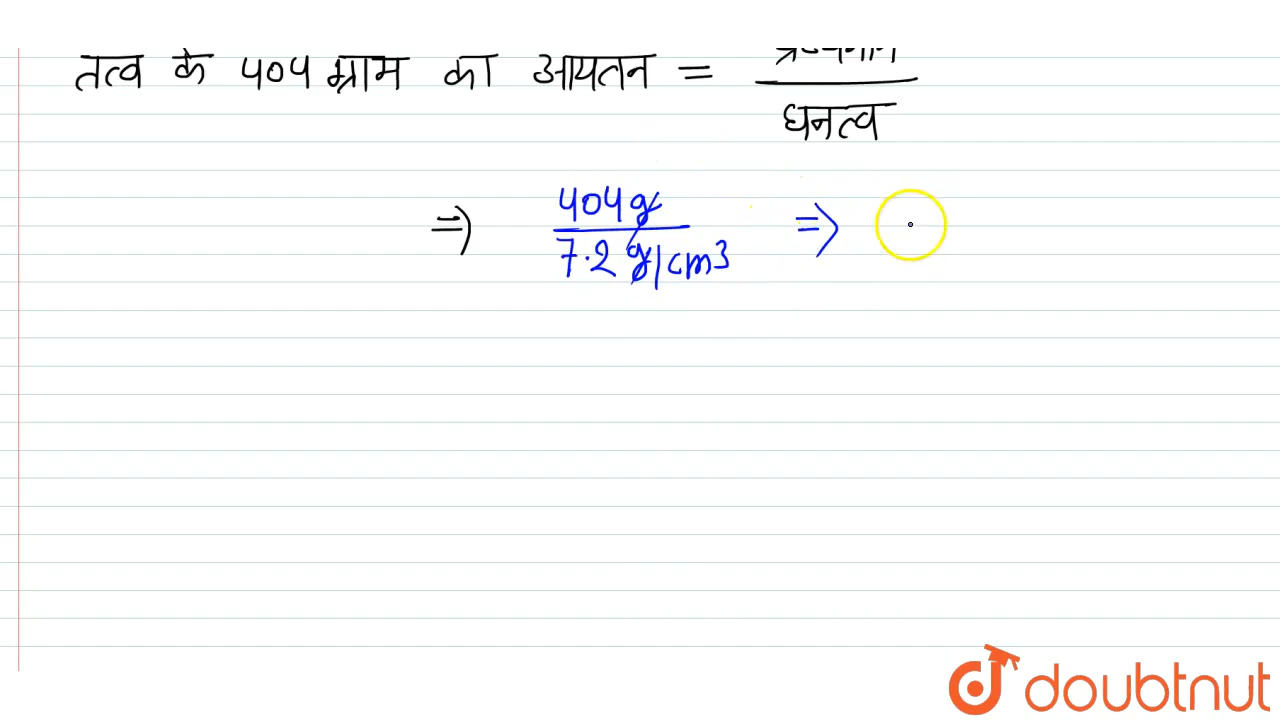 तत्व के 404 ग्राम का आयतन =
घनत्व
=) 404 g =)
7.2 g/cm3
doubtnut